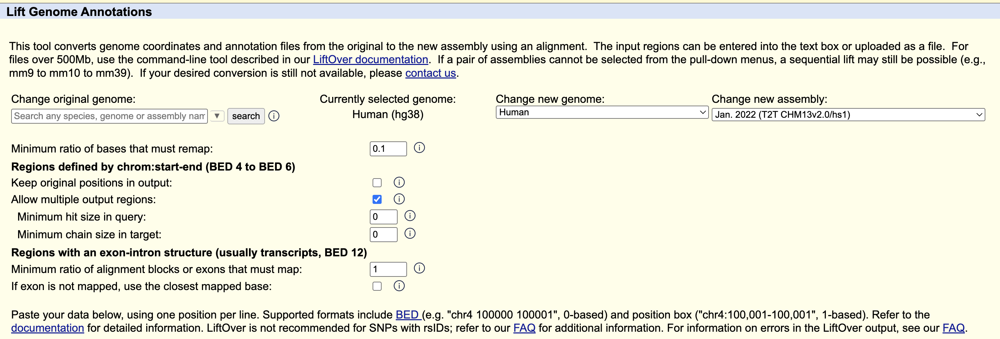 Lift Genome Annotations
This tool converts genome coordinates and annotation files from the original to the new assembly using an alignment.  The input regions can be entered into the text box or uploaded as a file.  For
files over 500Mb, use the command-line tool described in our LiftOver documentation.  If a pair of assemblies cannot be selected from the pull-down menus, a sequential lift may still be possible (e.g.,
mm9 to mm10 to mm39).  If your desired conversion is still not available, please contact us.
Change original genome: Currently selected genome: Change new genome: Change new assembly:
Search any species, genome or assembly nam ▼ search ⓘ Human (hg38) Human Jan. 2022 (T2T CHM13v2.0/hs1)
Minimum ratio of bases that must remap: 0.1 ⓘ
Regions defined by chrom:start-end (BED 4 to BED 6)
Keep original positions in output: ⓘ
Allow multiple output regions: ⓘ
Minimum hit size in query: 0 ⓘ
Minimum chain size in target: 0 ⓘ
Regions with an exon-intron structure (usually transcripts, BED 12)
Minimum ratio of alignment blocks or exons that must map: 1 ⓘ
If exon is not mapped, use the closest mapped base: ⓘ
Paste your data below, using one position per line. Supported formats include BED (e.g. "chr4 100000 100001", 0-based) and position box ("chr4:100,001-100,001", 1-based). Refer to the
documentation for detailed information. LiftOver is not recommended for SNPs with rsIDs; refer to our FAQ for additional information. For information on errors in the LiftOver output, see our FAQ.